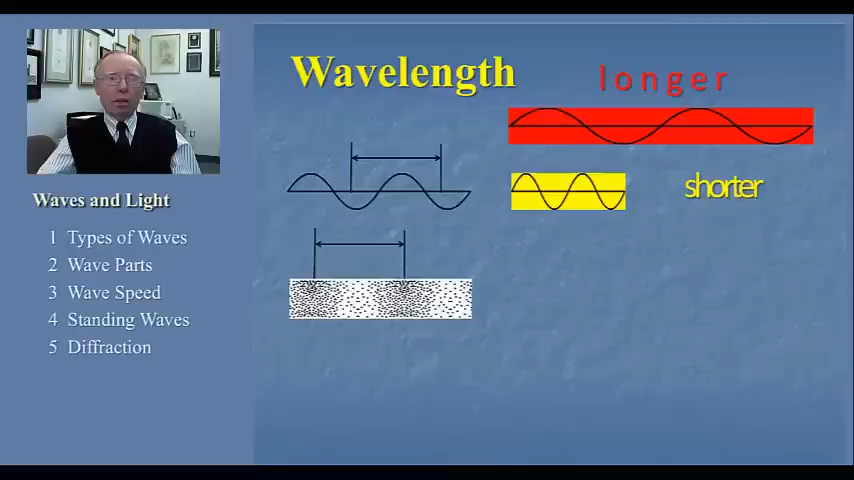 Wavelength
longer
shorter
Waves and Light
1 Types of Waves
2 Wave Parts
3 Wave Speed
4 Standing Waves
5 Diffraction